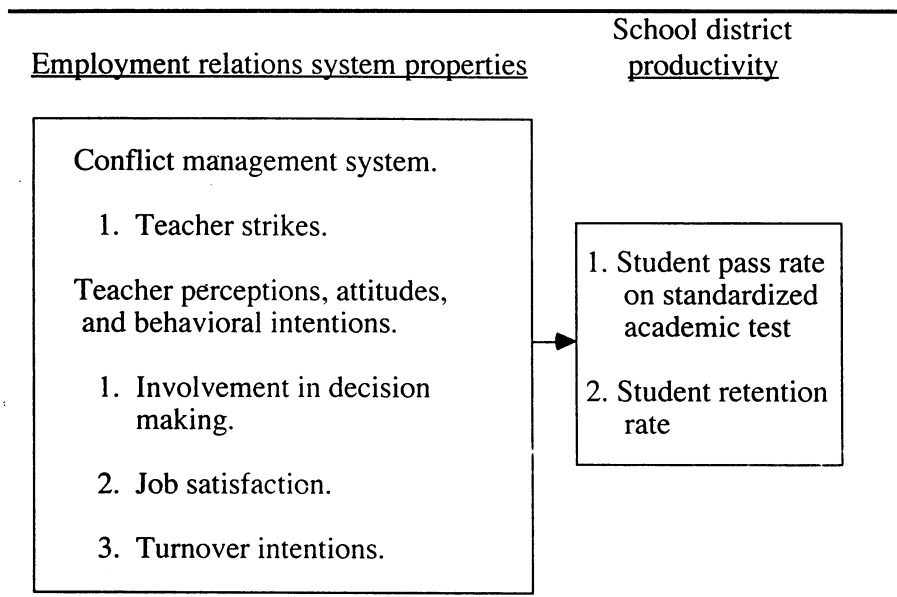 Employment relations system properties
School district
productivity
Conflict management system.
1. Teacher strikes.
Teacher perceptions, attitudes,
and behavioral intentions.
1. Involvement in decision
making.
2. Job satisfaction.
3. Turnover intentions.
1. Student pass rate
on standardized
academic test
2. Student retention
rate